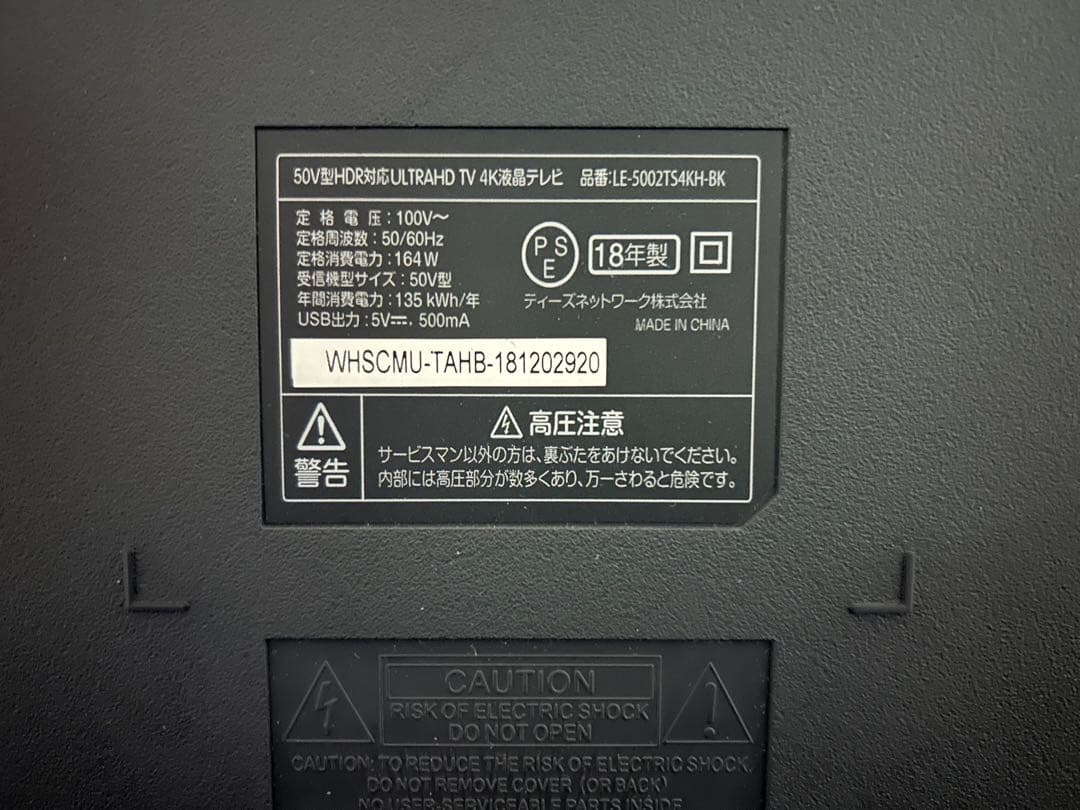 50V型HDR対応ULTRAHD TV 4K液晶テレビ 品番:LE-5002TS4KH-BK
定格電圧:100V〜
定格周波数:50/60Hz
定格消費電力:164W
受信機型サイズ:50V型
年間消費電力:135 kWh/年
USB出力:5V⎓, 500mA
PSE
18年製
ティーズネットワーク株式会社
MADE IN CHINA
WHSCMU-TAHB-181202920
警告
高圧注意
サービスマン以外の方は、裏ぶたをあけないでください。
内部には高圧部分が数多くあり、万一さわると危険です。
CAUTION
RISK OF ELECTRIC SHOCK
DO NOT OPEN
CAUTION: TO REDUCE THE RISK OF ELECTRIC SHOCK,
DO NOT REMOVE COVER (OR BACK)
NO USER-SERVICEABLE PARTS INSIDE